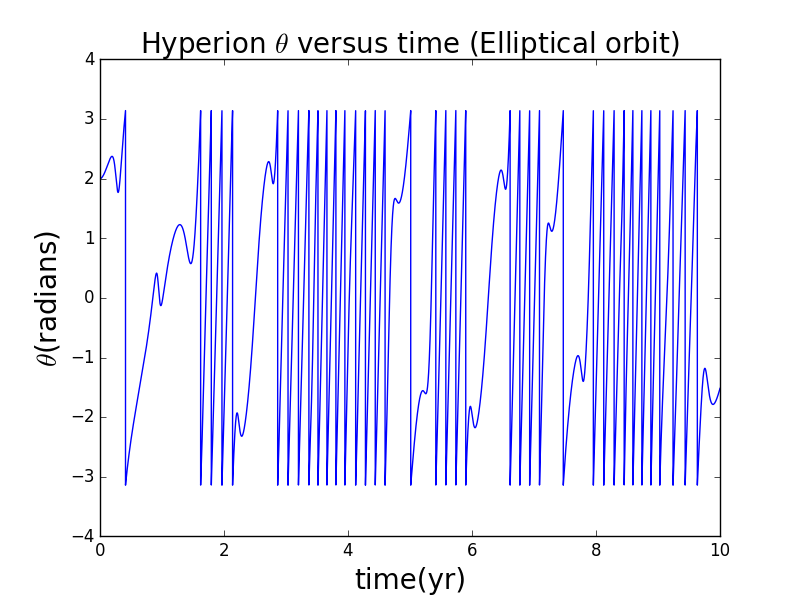 Hyperion θ versus time (Elliptical orbit)
4
3
2
1
0
−1
−2
−3
−4
θ(radians)
0 2 4 6 8 10
time(yr)